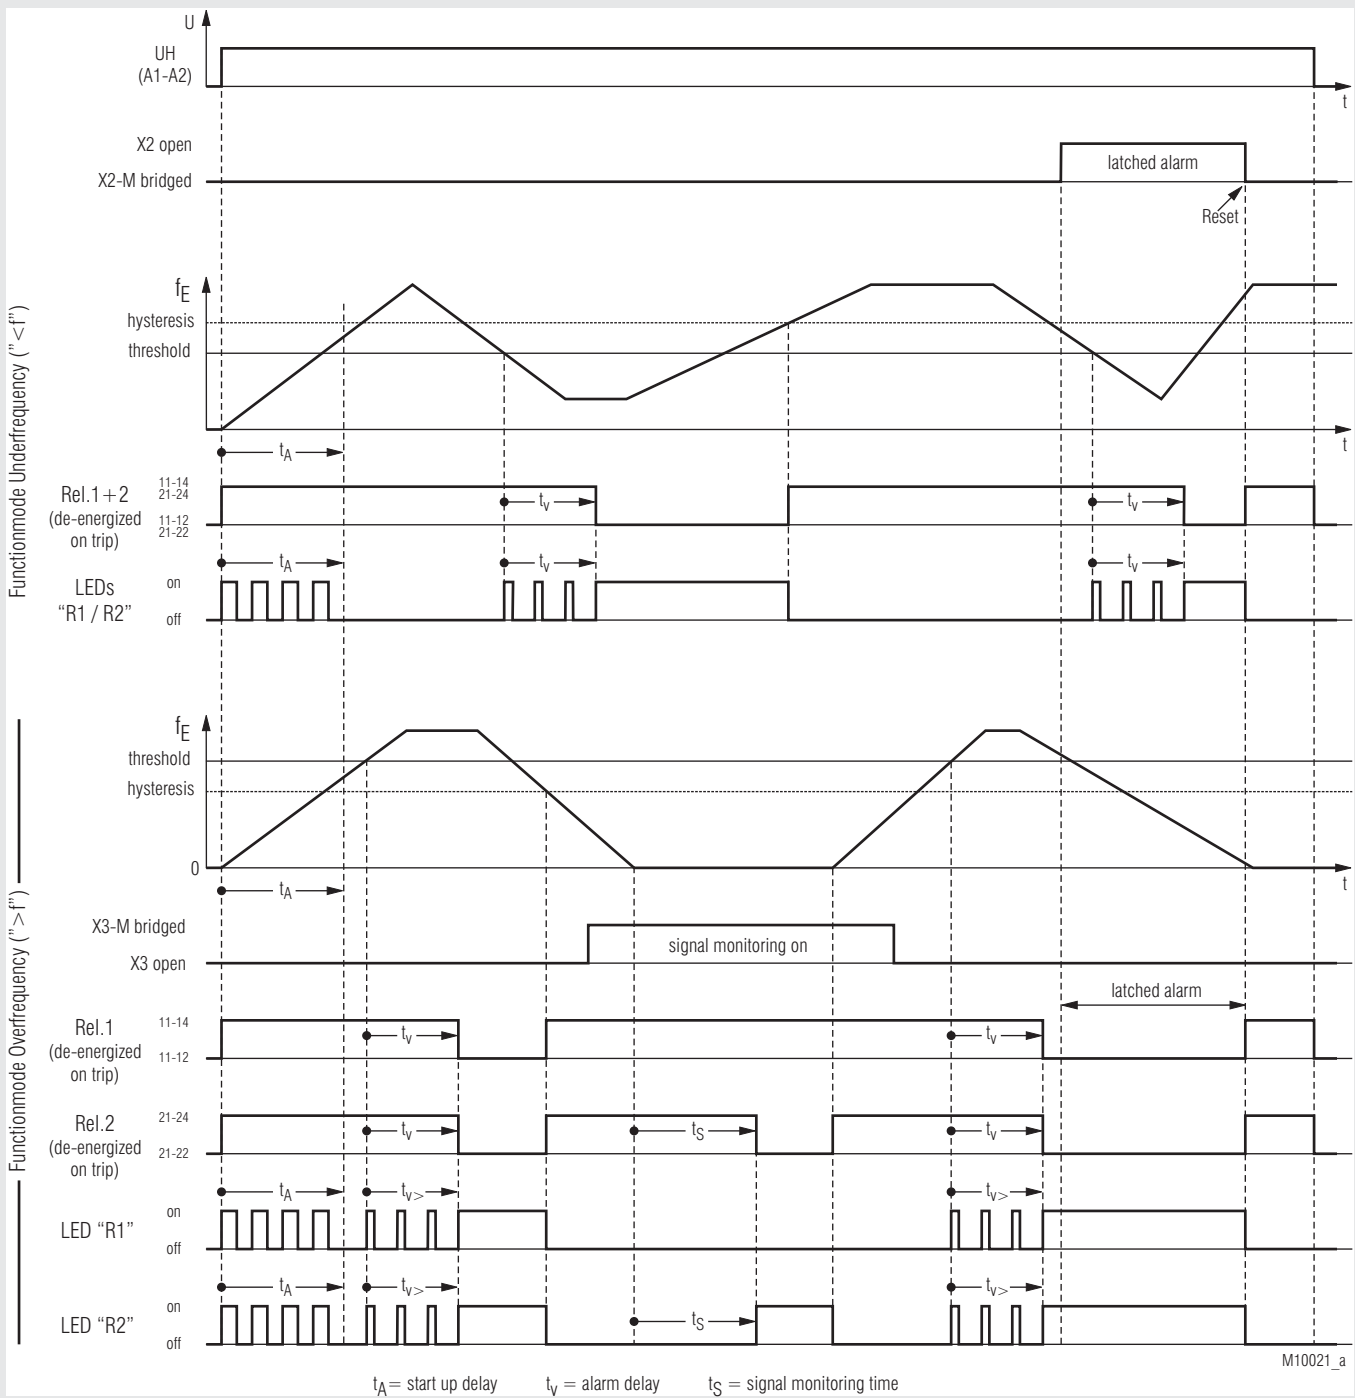 U
UH
(A1-A2)
t
X2 open
latched alarm
X2-M bridged
Reset
Functionmode Underfrequency ("<f")
fE
hysteresis
threshold
t
tA
Rel.1+2
(de-energized
on trip)
11-14
21-24
11-12
21-22
tv
tv
tA
tv
tv
LEDs
"R1 / R2"
on
off
Functionmode Overfrequency (">f")
fE
threshold
hysteresis
0
t
tA
X3-M bridged
signal monitoring on
X3 open
latched alarm
Rel.1
(de-energized
on trip)
11-14
11-12
tv
tv
Rel.2
(de-energized
on trip)
21-24
21-22
tv
tS
tv
tA
tv>
tv>
LED "R1"
on
off
tA
tv>
tv>
LED "R2"
on
off
tS
M10021_a
tA= start up delay
tv = alarm delay
tS = signal monitoring time